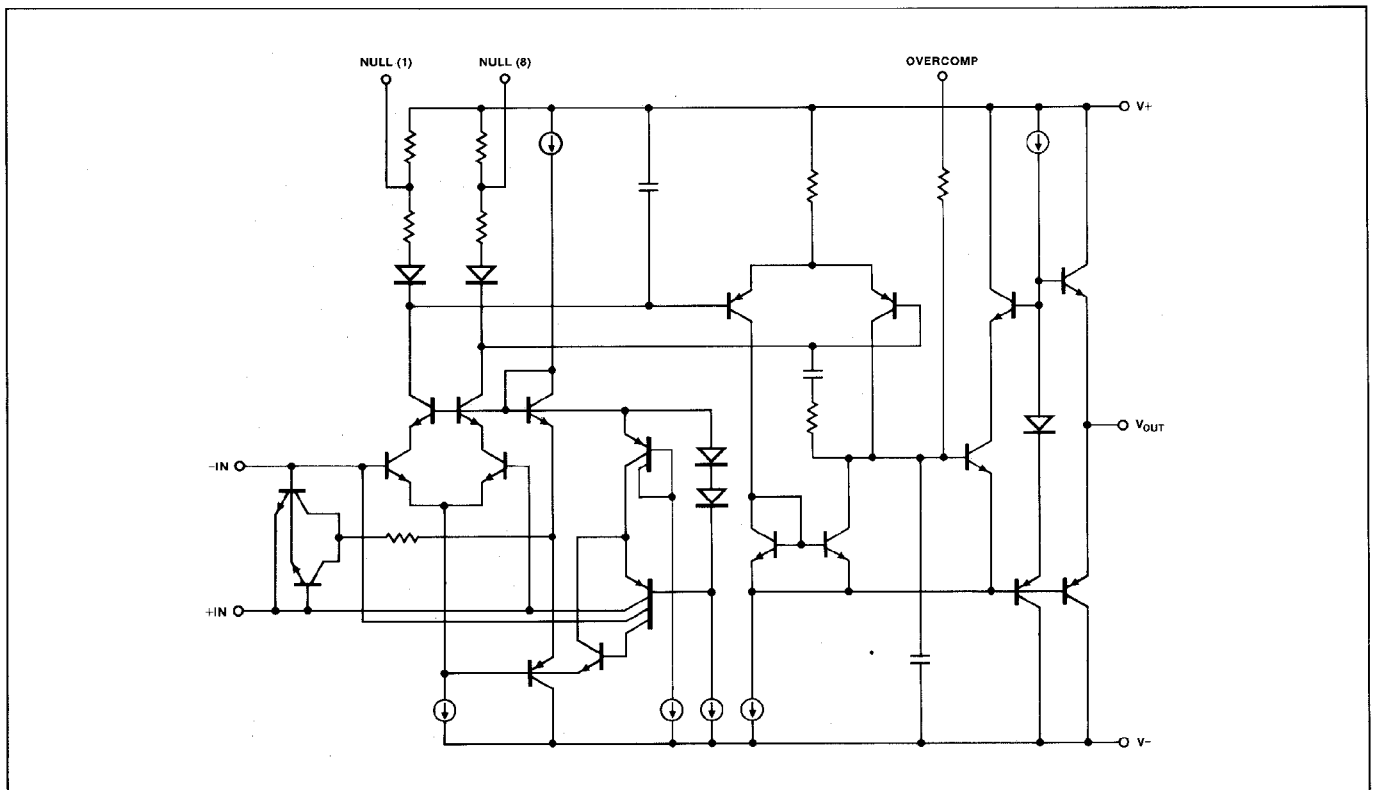 NULL (1)
NULL (8)
OVERCOMP
V+
VOUT
-IN
+IN
V-